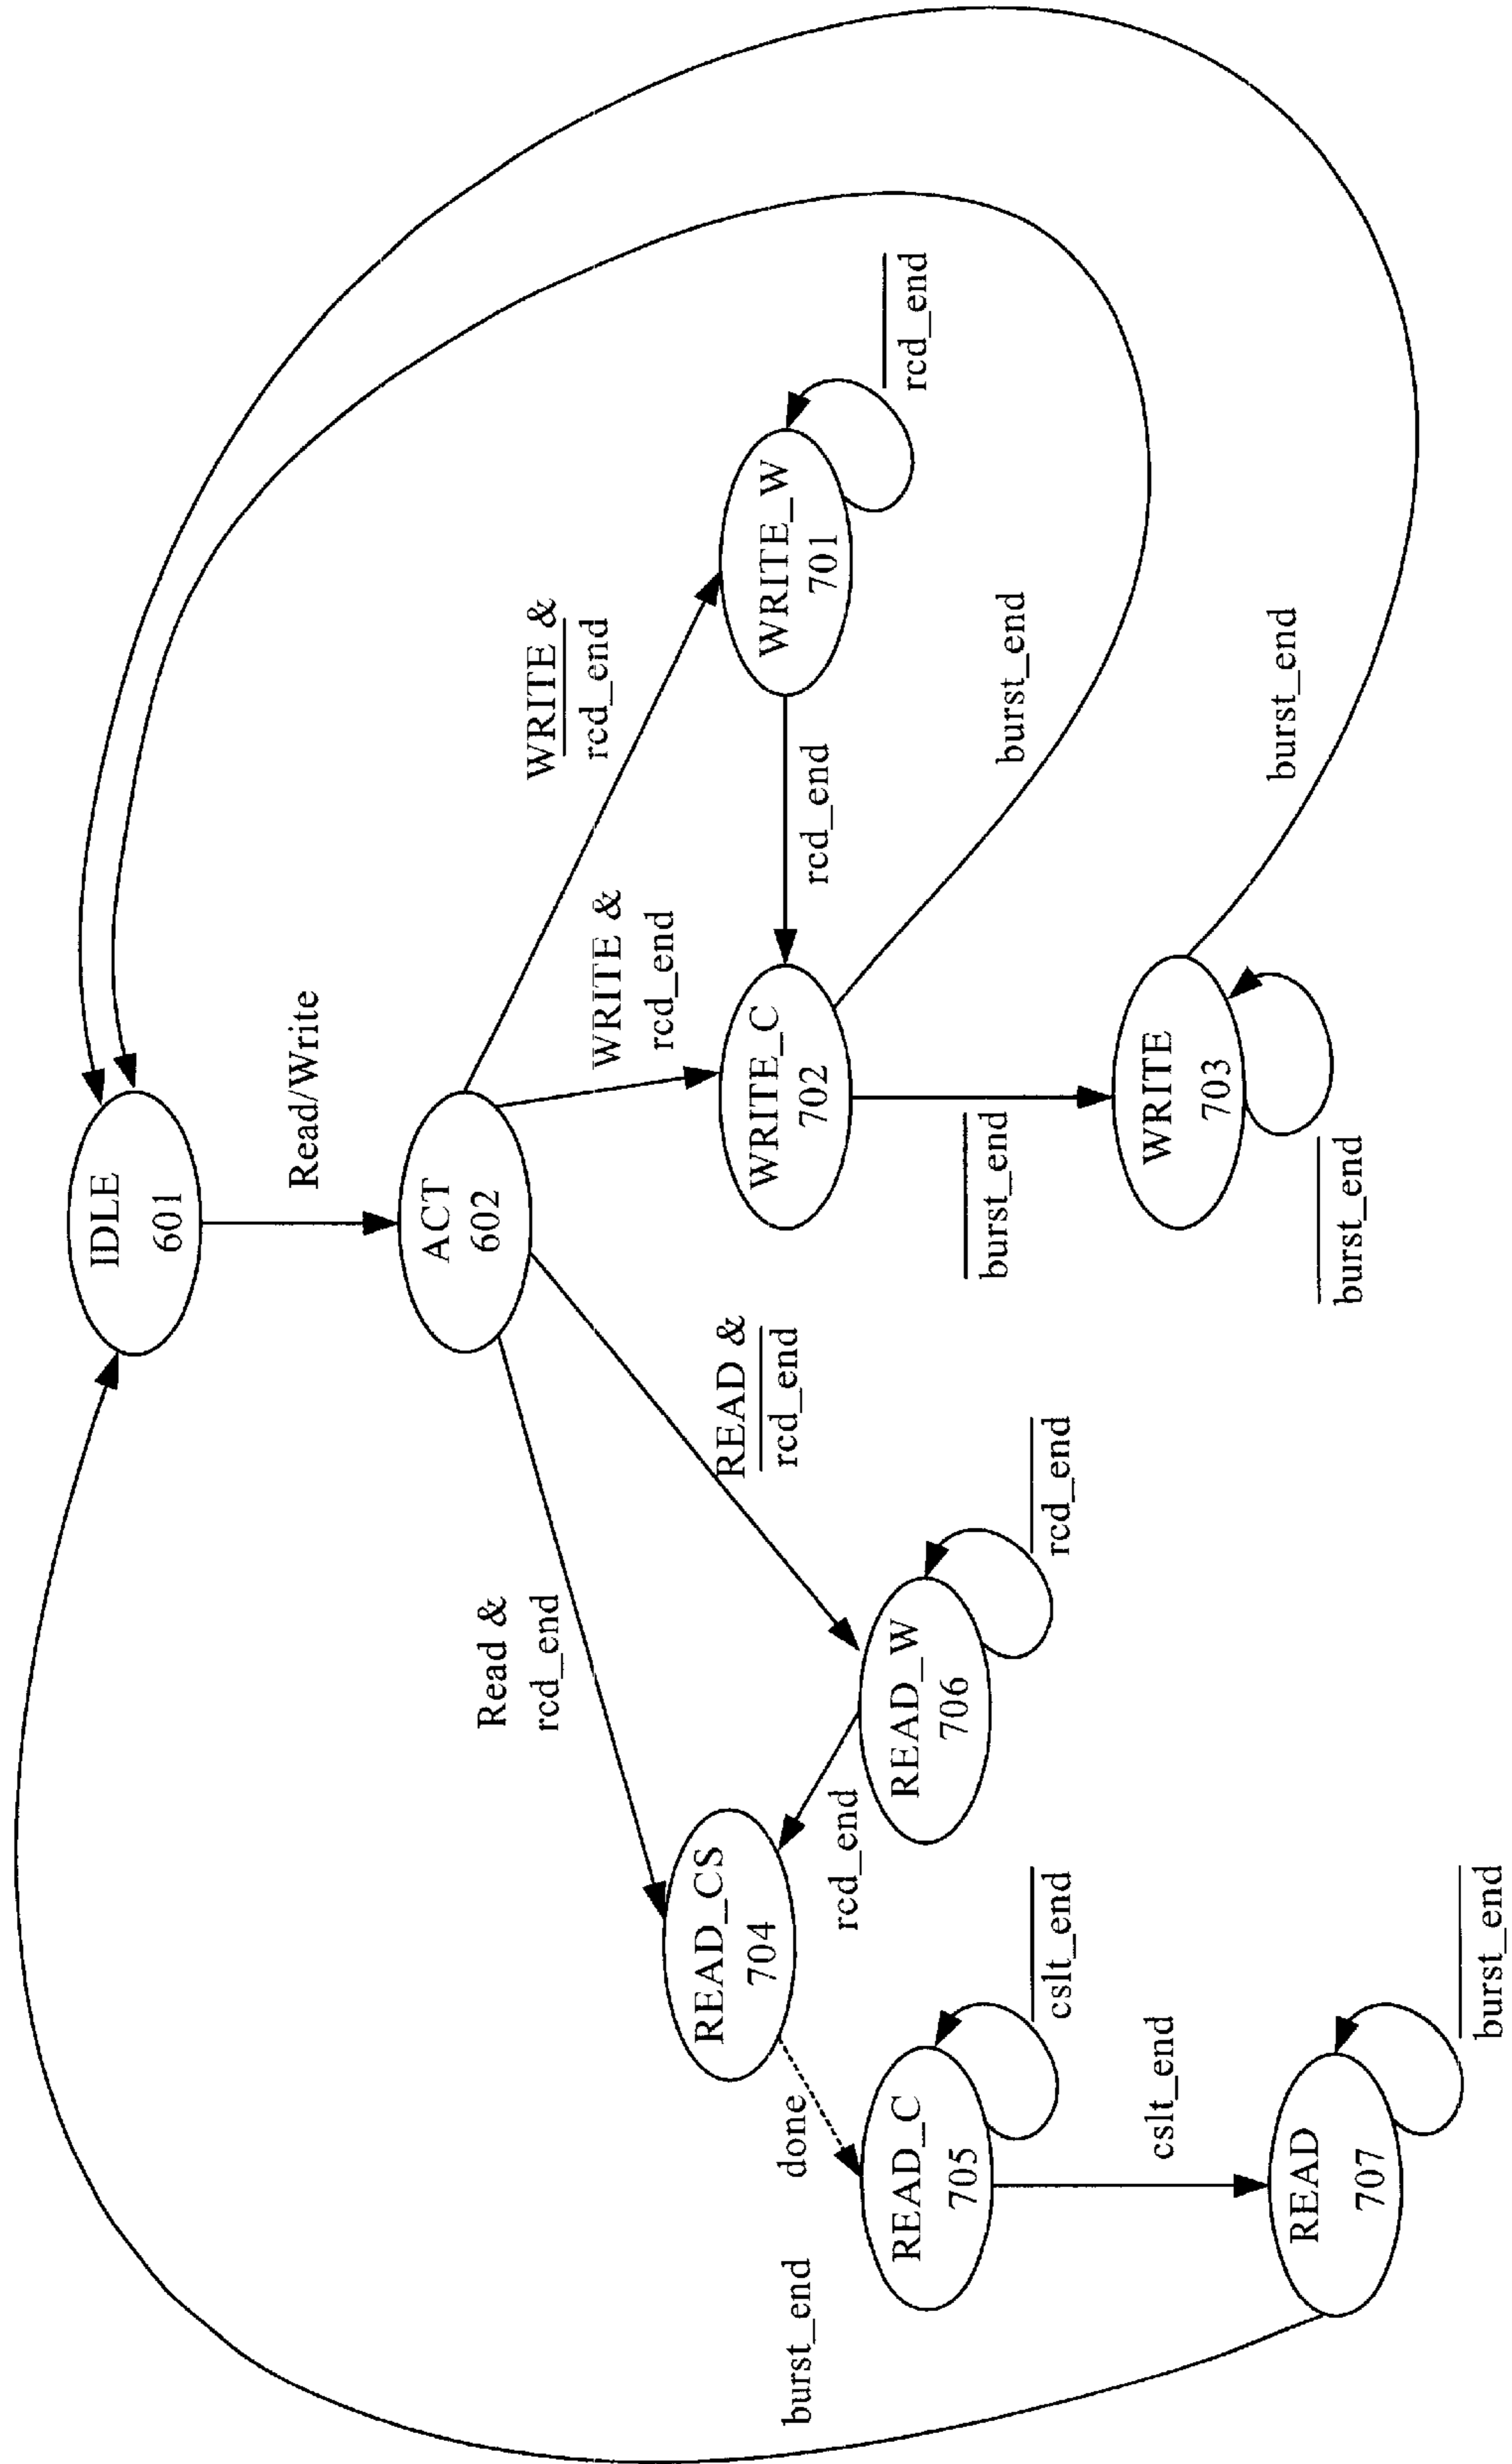 IDLE
601
Read/Write
ACT
602
Read &
rcd_end
READ &
rcd_end
WRITE &
rcd_end
WRITE &
rcd_end
READ_CS
704
READ_W
706
rcd_end
rcd_end
WRITE_C
702
WRITE_W
701
rcd_end
rcd_end
done
READ_C
705
cslt_end
burst_end
burst_end
burst_end
WRITE
703
burst_end
burst_end
cslt_end
READ
707
burst_end